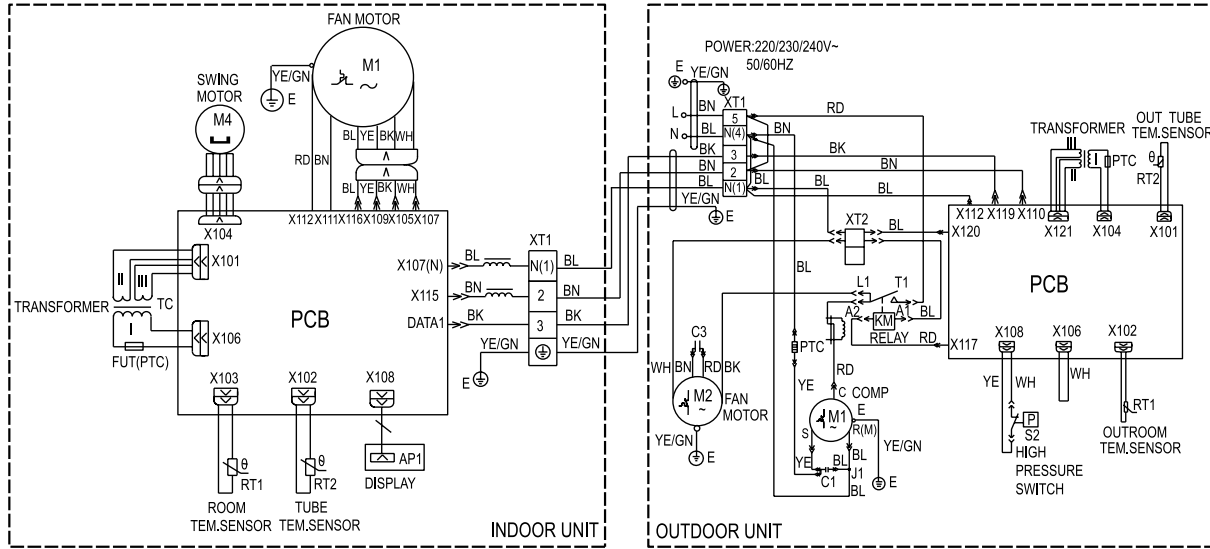 FAN MOTOR
M1
YE/GN
E
SWING
MOTOR
M4
RD
BN
BL
YE
BK
WH
BL
YE
BK
WH
X112
X111
X116
X109
X105
X107
X104
X101
X106
II
III
TC
TRANSFORMER
I
FUT(PTC)
PCB
X107(N)
BL
X115
BN
DATA1
BK
XT1
N(1)
2
3
BL
BN
BK
YE/GN
YE/GN
E
X103
X102
X108
θ
RT1
θ
RT2
AP1
DISPLAY
ROOM
TEM.SENSOR
TUBE
TEM.SENSOR
INDOOR UNIT
POWER:220/230/240V~
50/60HZ
E
YE/GN
E
XT1
L
BN
5
RD
N
BL
N(4)
BN
BK
3
BK
BN
2
BN
BL
N(1)
BL
BL
BL
YE/GN
E
TRANSFORMER
II
I
PTC
OUT TUBE
TEM.SENSOR
θ
RT2
X112
X119
X110
X120
X121
X104
X101
XT2
BL
BL
L1
T1
A2
A1
BL
KM
RELAY
RD
X117
PCB
X108
X106
X102
C3
WH
BN
RD
BK
M2
FAN
MOTOR
YE/GN
E
PTC
YE
RD
C
COMP
M1
E
S
R(M)
YE/GN
YE
BL
BL
C1
J1
BL
E
YE
WH
P
S2
HIGH
PRESSURE
SWITCH
WH
RT1
OUTROOM
TEM.SENSOR
OUTDOOR UNIT